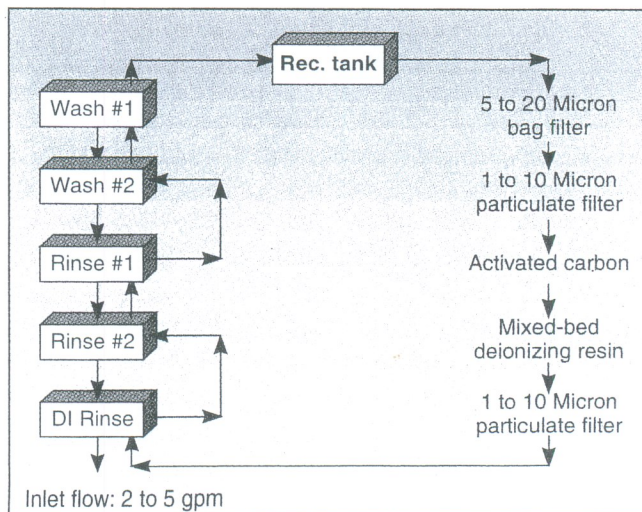 Rec. tank
Wash #1
Wash #2
Rinse #1
Rinse #2
DI Rinse
5 to 20 Micron
bag filter
1 to 10 Micron
particulate filter
Activated carbon
Mixed-bed
deionizing resin
1 to 10 Micron
particulate filter
Inlet flow: 2 to 5 gpm